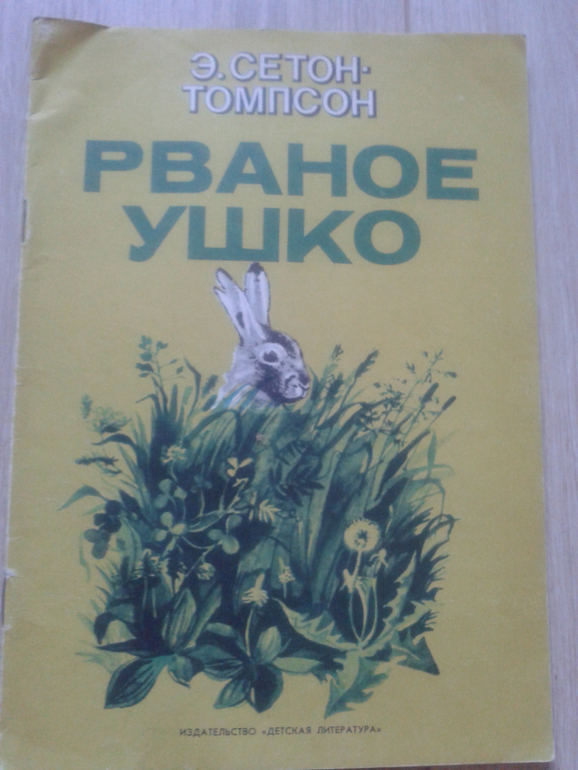 Э. СЕТОН-
ТОМПСОН
РВАНОЕ
УШКО
ИЗДАТЕЛЬСТВО «ДЕТСКАЯ ЛИТЕРАТУРА»